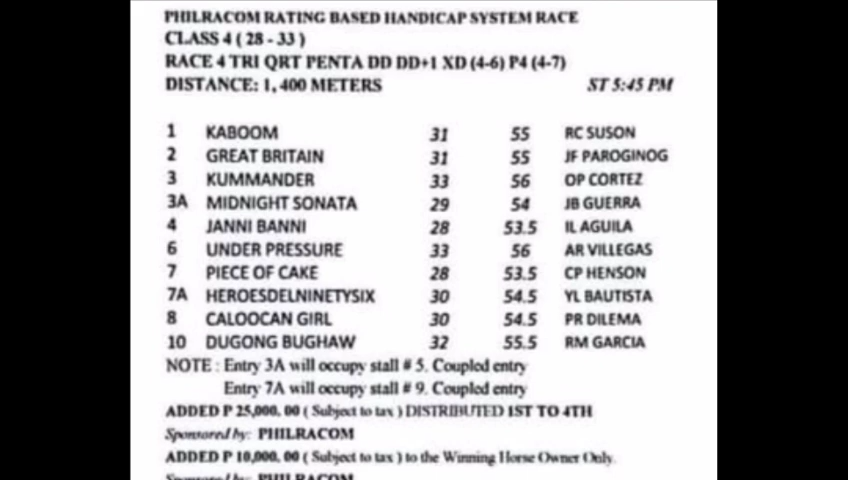 PHILRACOM RATING BASED HANDICAP SYSTEM RACE
CLASS 4 ( 28 - 33 )
RACE 4 TRI QRT PENTA DD DD+1 XD (4-6) P4 (4-7)
DISTANCE: 1, 400 METERS ST 5:45 PM
1 KABOOM 31 55 RC SUSON
2 GREAT BRITAIN 31 55 JF PAROGINOG
3 KUMMANDER 33 56 OP CORTEZ
3A MIDNIGHT SONATA 29 54 JB GUERRA
4 JANNI BANNI 28 53.5 IL AGUILA
6 UNDER PRESSURE 33 56 AR VILLEGAS
7 PIECE OF CAKE 28 53.5 CP HENSON
7A HEROESDELNINETYSIX 30 54.5 YL BAUTISTA
8 CALOOCAN GIRL 30 54.5 PR DILEMA
10 DUGONG BUGHAW 32 55.5 RM GARCIA
NOTE : Entry 3A will occupy stall # 5. Coupled entry
Entry 7A will occupy stall # 9. Coupled entry
ADDED P 25,000. 00 ( Subject to tax ) DISTRIBUTED 1ST TO 4TH
Sponsored by: PHILRACOM
ADDED P 10,000. 00 ( Subject to tax ) to the Winning Horse Owner Only.
Sponsored by: PHILRACOM